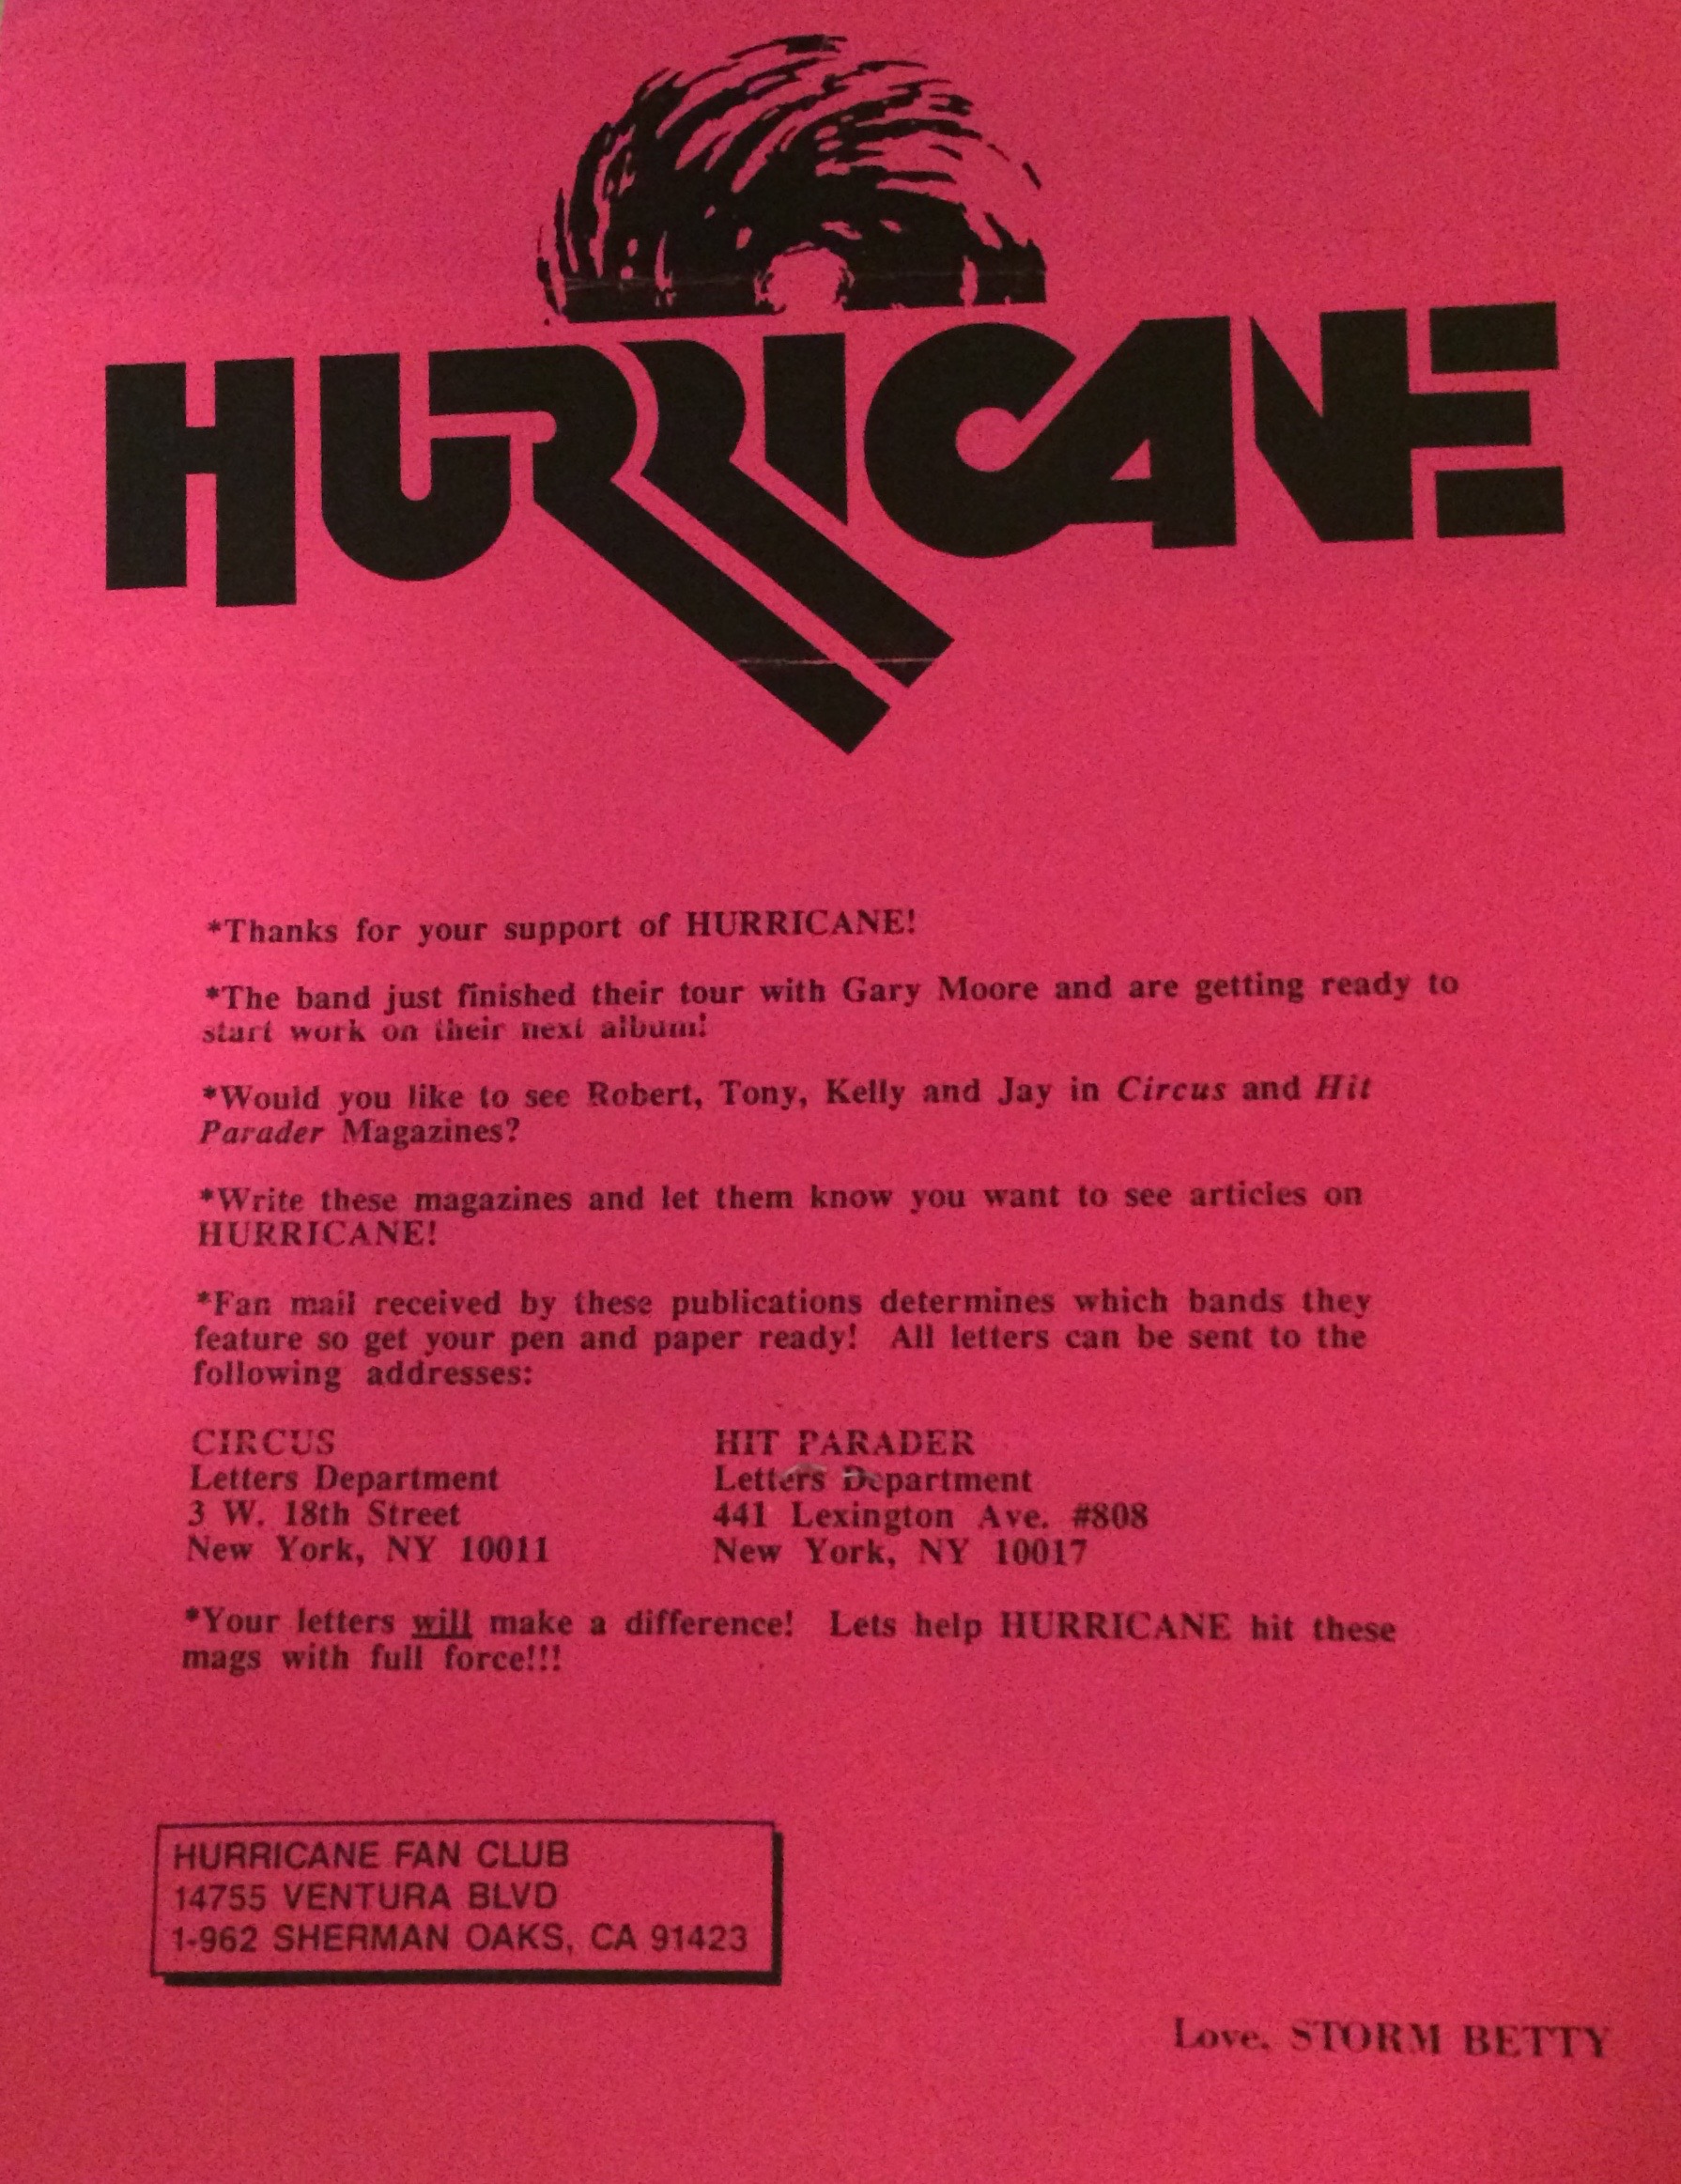 HURRICANE
*Thanks for your support of HURRICANE!
*The band just finished their tour with Gary Moore and are getting ready to
start work on their next album!
*Would you like to see Robert, Tony, Kelly and Jay in Circus and Hit
Parader Magazines?
*Write these magazines and let them know you want to see articles on
HURRICANE!
*Fan mail received by these publications determines which bands they
feature so get your pen and paper ready! All letters can be sent to the
following addresses:
CIRCUS
Letters Department
3 W. 18th Street
New York, NY 10011
HIT PARADER
Letters Department
441 Lexington Ave. #808
New York, NY 10017
*Your letters will make a difference! Lets help HURRICANE hit these
mags with full force!!!
HURRICANE FAN CLUB
14755 VENTURA BLVD
1-962 SHERMAN OAKS, CA 91423
Love, STORM BETTY